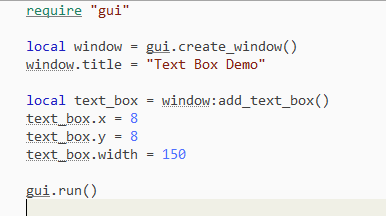 require "gui"
local window = gui.create_window()
window.title = "Text Box Demo"
local text_box = window:add_text_box()
text_box.x = 8
text_box.y = 8
text_box.width = 150
gui.run()